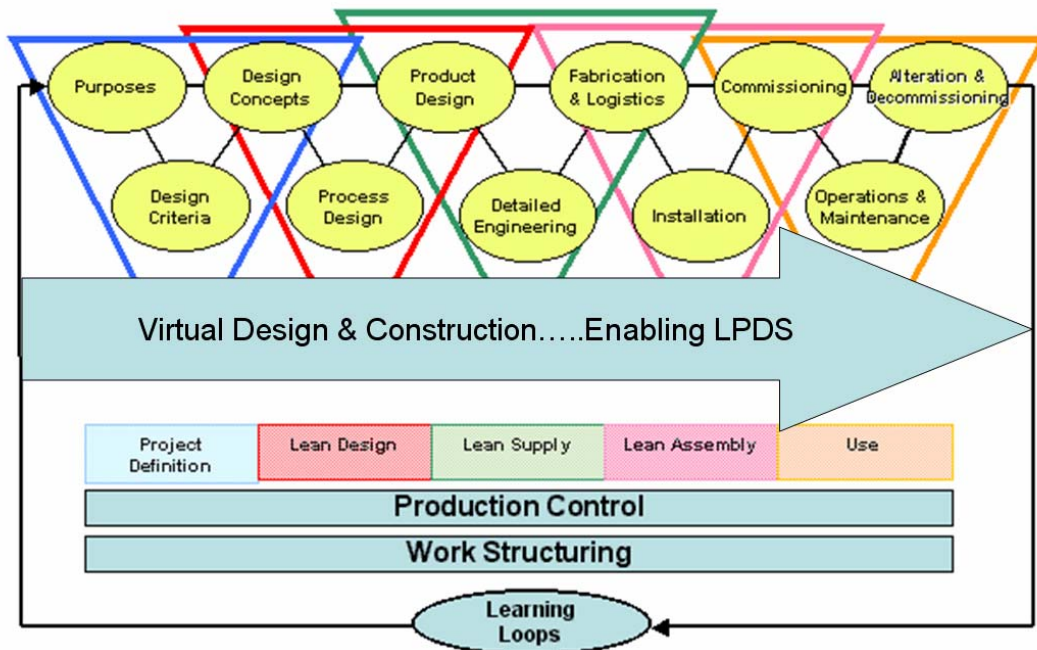 Purposes
Design
Concepts
Product
Design
Fabrication
& Logistics
Commissioning
Alteration &
Decommissioning
Design
Criteria
Process
Design
Detailed
Engineering
Installation
Operations &
Maintenance
Virtual Design & Construction.....Enabling LPDS
Project
Definition
Lean Design
Lean Supply
Lean Assembly
Use
Production Control
Work Structuring
Learning
Loops